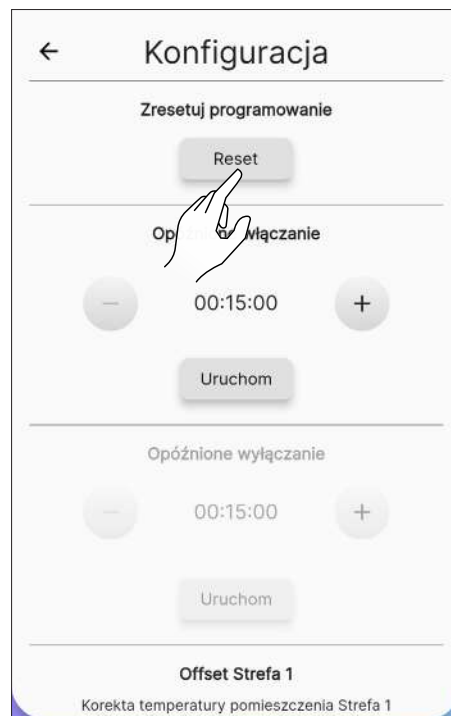 Konfiguracja
Zresetuj programowanie
Reset
włączanie
00:15:00
+
Uruchom
Opóźnione wyłączanie
00:15:00
+
Uruchom
Offset Strefa 1
Korekta temperatury pomieszczenia Strefa 1